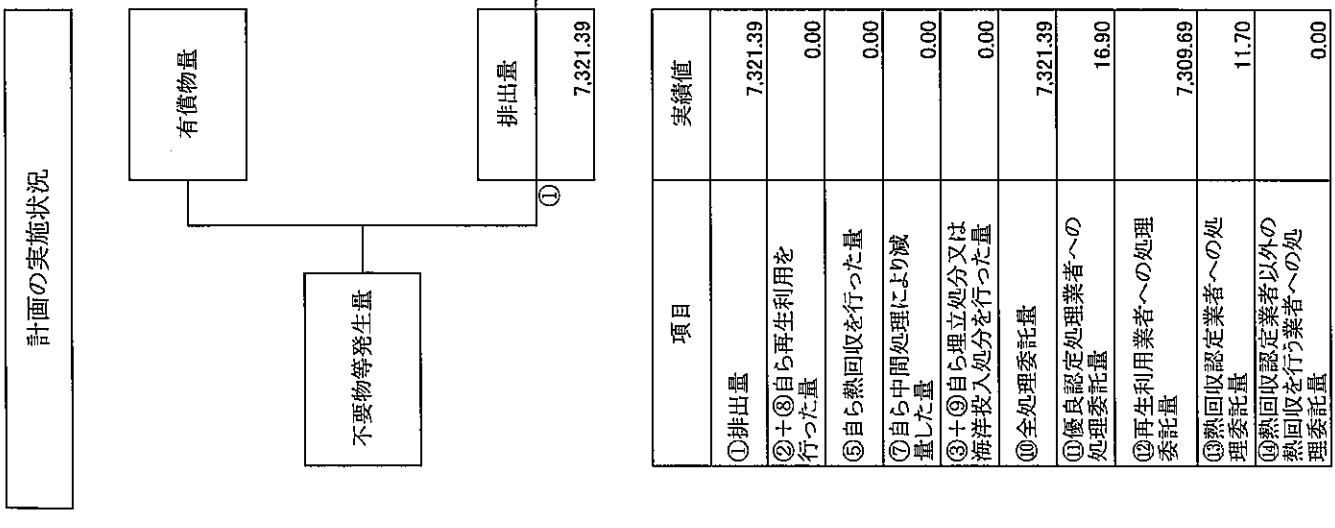 計画の実施状況
有償物量
不要物等発生量
①
排出量
7,321.39
項目
実績値
①排出量
7,321.39
②+⑧自ら再生利用を
行った量
0.00
⑤自ら熱回収を行った量
0.00
⑦自ら中間処理により減
量した量
0.00
③+⑨自ら埋立処分又は
海洋投入処分を行った量
0.00
⑩全処理委託量
7,321.39
⑪優良認定処理業者への
処理委託量
16.90
⑫再生利用業者への処理
委託量
7,309.69
⑬熱回収認定業者への処
理委託量
11.70
⑭熱回収認定業者以外の
熱回収を行う業者への処
理委託量
0.00